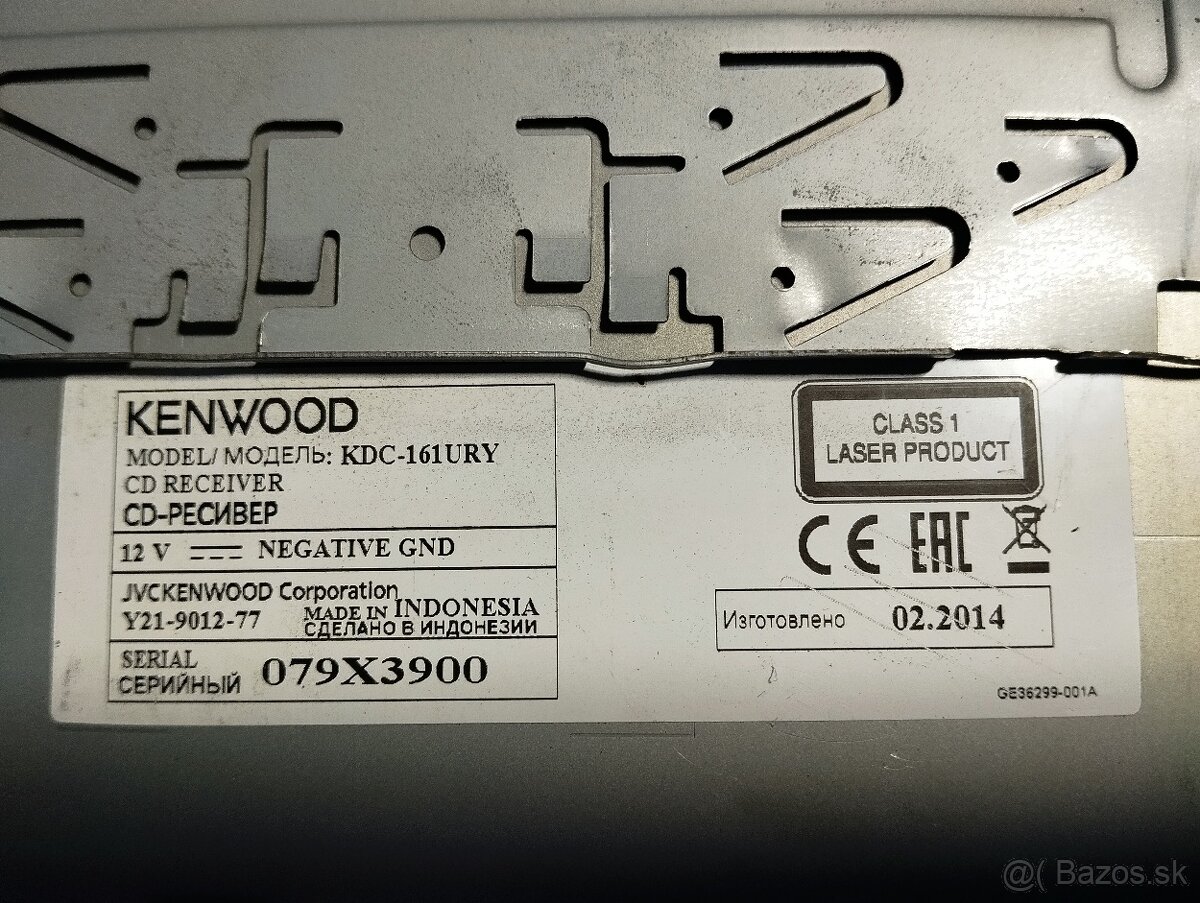 KENWOOD
MODEL/ МОДЕЛЬ: KDC-161URY
CD RECEIVER
CD-РЕСИВЕР
12 V NEGATIVE GND
JVCKENWOOD Corporation
Y21-9012-77 MADE IN INDONESIA
СДЕЛАНО В ИНДОНЕЗИИ
SERIAL
СЕРИЙНЫЙ 079X3900
CLASS 1
LASER PRODUCT
CE EAC
Изготовлено 02.2014
GE36299-001A
@( Bazos.sk